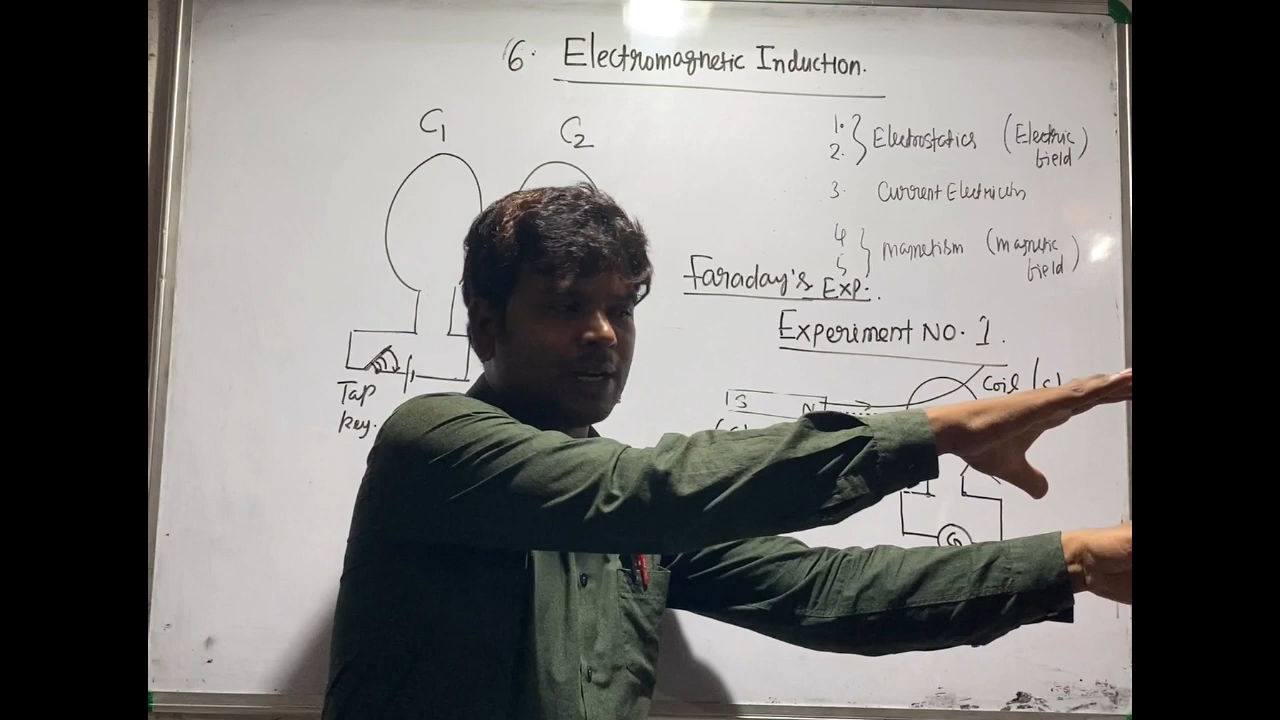 6. Electromagnetic Induction.
C1
C2
1.
2.
Electrostatics (Electric field)
3. Current Electricity
4
5
magnetism (magnetic field)
Faraday's Exp:
Experiment No. 1.
Coil (c)
S N
Tap key.
G